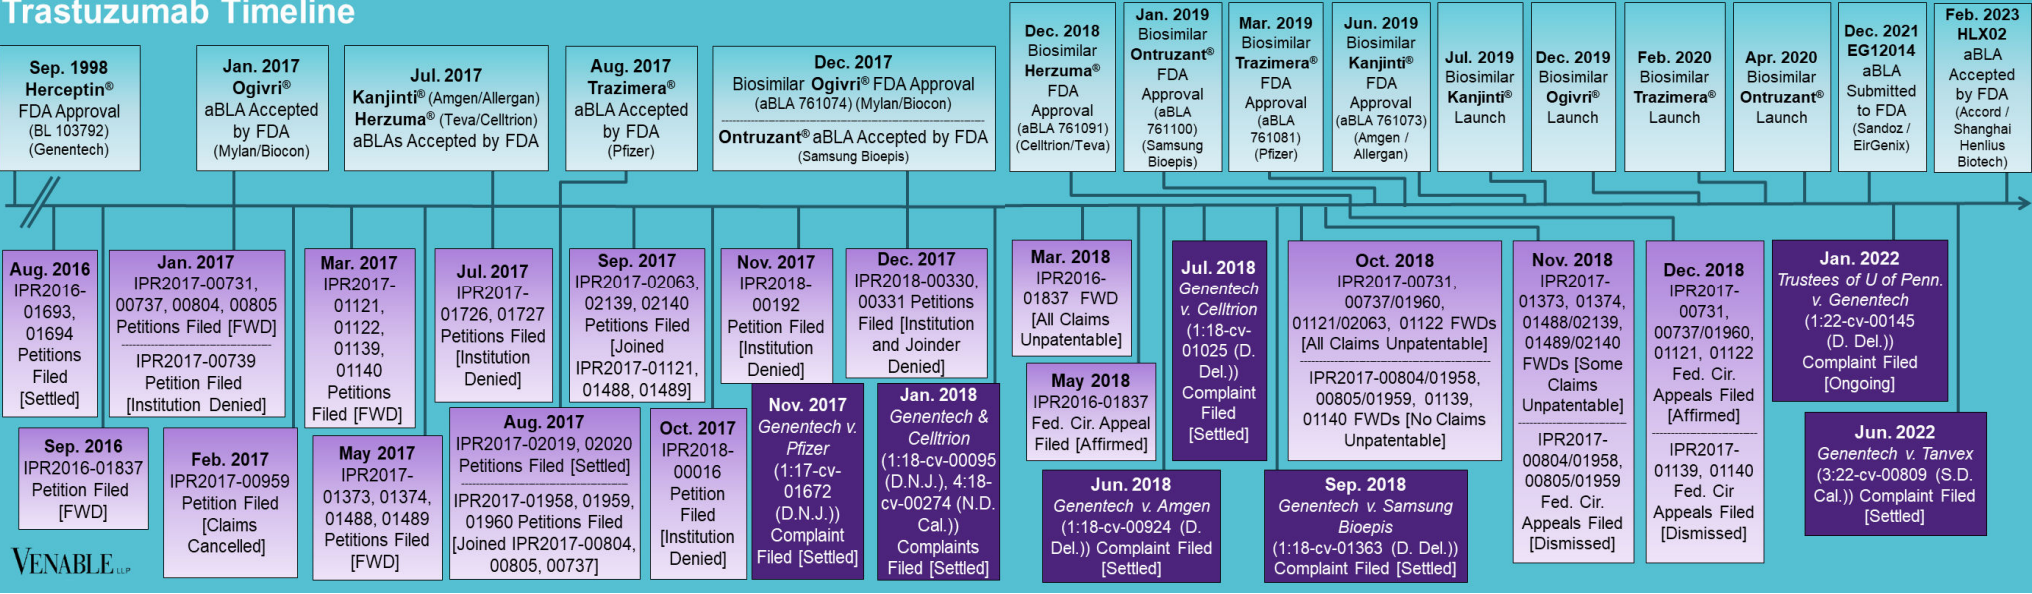 Trastuzumab Timeline
Sep. 1998
Herceptin®
FDA Approval
(BL 103792)
(Genentech)
Jan. 2017
Ogivri®
aBLA Accepted
by FDA
(Mylan/Biocon)
Jul. 2017
Kanjinti® (Amgen/Allergan)
Herzuma® (Teva/Celltrion)
aBLAs Accepted by FDA
Aug. 2017
Trazimera®
aBLA Accepted
by FDA
(Pfizer)
Dec. 2017
Biosimilar Ogivri® FDA Approval
(aBLA 761074) (Mylan/Biocon)
Ontruzant® aBLA Accepted by FDA
(Samsung Bioepis)
Dec. 2018
Biosimilar
Herzuma®
FDA
Approval
(aBLA
761091)
(Celltrion/Teva)
Jan. 2019
Biosimilar
Ontruzant®
FDA
Approval
(aBLA
761100)
(Samsung
Bioepis)
Mar. 2019
Biosimilar
Trazimera®
FDA
Approval
(aBLA
761081)
(Pfizer)
Jun. 2019
Biosimilar
Kanjinti®
FDA
Approval
(aBLA 761073)
(Amgen /
Allergan)
Jul. 2019
Biosimilar
Kanjinti®
Launch
Dec. 2019
Biosimilar
Ogivri®
Launch
Feb. 2020
Biosimilar
Trazimera®
Launch
Apr. 2020
Biosimilar
Ontruzant®
Launch
Dec. 2021
EG12014
aBLA
Submitted
to FDA
(Sandoz /
EirGenix)
Feb. 2023
HLX02
aBLA
Accepted
by FDA
(Accord /
Shanghai
Henlius
Biotech)
Aug. 2016
IPR2016-
01693,
01694
Petitions
Filed
[Settled]
Sep. 2016
IPR2016-01837
Petition Filed
[FWD]
Jan. 2017
IPR2017-00731,
00737, 00804, 00805
Petitions Filed [FWD]
IPR2017-00739
Petition Filed
[Institution Denied]
Feb. 2017
IPR2017-00959
Petition Filed
[Claims
Cancelled]
Mar. 2017
IPR2017-
01121,
01122,
01139,
01140
Petitions
Filed [FWD]
May 2017
IPR2017-
01373, 01374,
01488, 01489
Petitions Filed
[FWD]
Jul. 2017
IPR2017-
01726, 01727
Petitions Filed
[Institution
Denied]
Aug. 2017
IPR2017-02019, 02020
Petitions Filed [Settled]
IPR2017-01958, 01959,
01960 Petitions Filed
[Joined IPR2017-00804,
00805, 00737]
Sep. 2017
IPR2017-02063,
02139, 02140
Petitions Filed
[Joined
IPR2017-01121,
01488, 01489]
Oct. 2017
IPR2018-
00016
Petition
Filed
[Institution
Denied]
Nov. 2017
IPR2018-
00192
Petition Filed
[Institution
Denied]
Nov. 2017
Genentech v.
Pfizer
(1:17-cv-
01672
(D.N.J.))
Complaint
Filed [Settled]
Dec. 2017
IPR2018-00330,
00331 Petitions
Filed [Institution
and Joinder
Denied]
Jan. 2018
Genentech &
Celltrion
(1:18-cv-00095
(D.N.J.), 4:18-
cv-00274 (N.D.
Cal.))
Complaints
Filed [Settled]
Mar. 2018
IPR2016-
01837 FWD
[All Claims
Unpatentable]
May 2018
IPR2016-01837
Fed. Cir. Appeal
Filed [Affirmed]
Jun. 2018
Genentech v. Amgen
(1:18-cv-00924 (D.
Del.)) Complaint Filed
[Settled]
Jul. 2018
Genentech
v. Celltrion
(1:18-cv-
01025 (D.
Del.))
Complaint
Filed
[Settled]
Sep. 2018
Genentech v. Samsung
Bioepis
(1:18-cv-01363 (D. Del.))
Complaint Filed [Settled]
Oct. 2018
IPR2017-00731,
00737/01960,
01121/02063, 01122 FWDs
[All Claims Unpatentable]
IPR2017-00804/01958,
00805/01959, 01139,
01140 FWDs [No Claims
Unpatentable]
Nov. 2018
IPR2017-
01373, 01374,
01488/02139,
01489/02140
FWDs [Some
Claims
Unpatentable]
IPR2017-
00804/01958,
00805/01959
Fed. Cir.
Appeals Filed
[Dismissed]
Dec. 2018
IPR2017-
00731,
00737/01960,
01121, 01122
Fed. Cir.
Appeals Filed
[Affirmed]
IPR2017-
01139, 01140
Fed. Cir
Appeals Filed
[Dismissed]
Jan. 2022
Trustees of U of Penn.
v. Genentech
(1:22-cv-00145
(D. Del.))
Complaint Filed
[Ongoing]
Jun. 2022
Genentech v. Tanvex
(3:22-cv-00809 (S.D.
Cal.)) Complaint Filed
[Settled]
VENABLE LLP